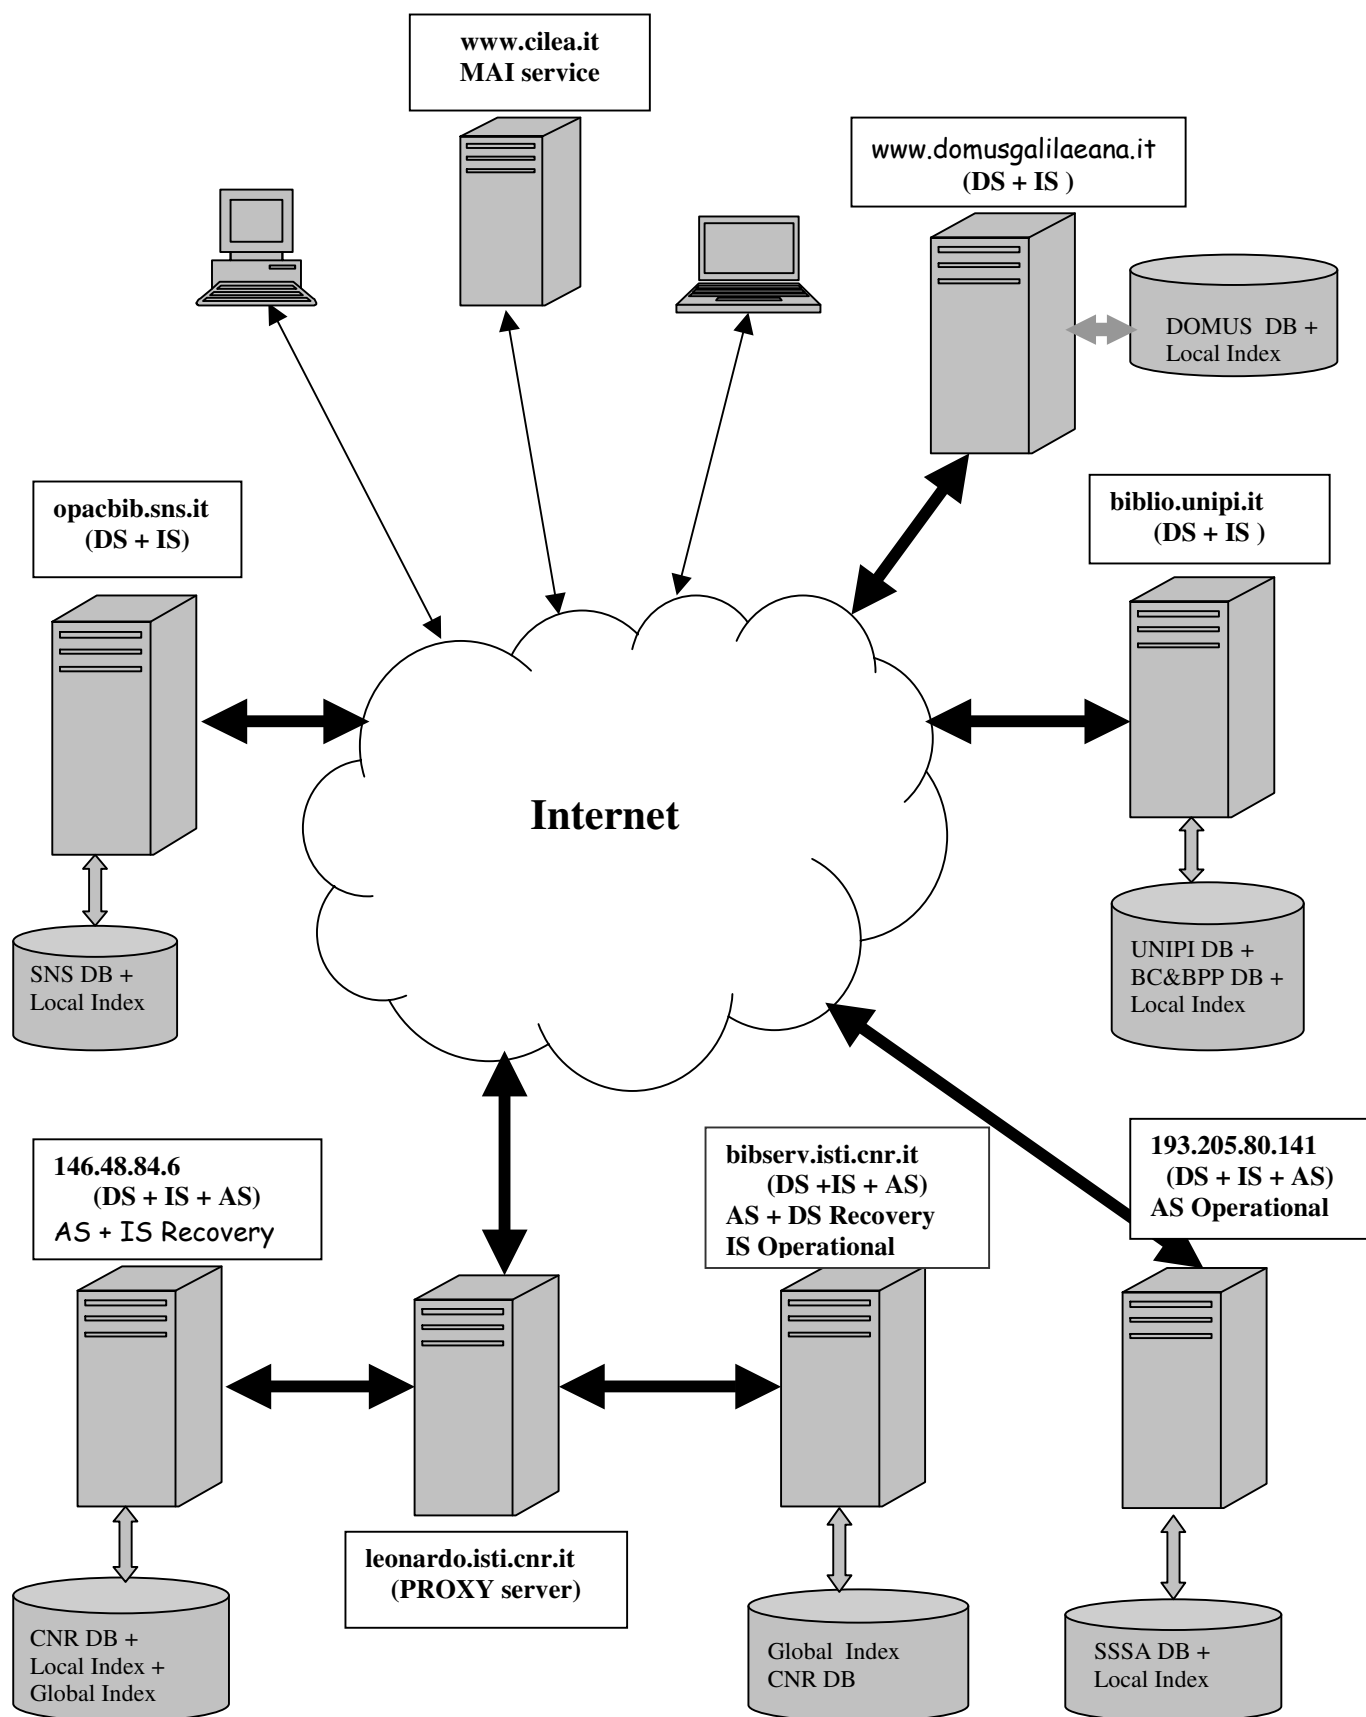 www.cilea.it
MAI service
www.domusgalilaeana.it
(DS + IS )
DOMUS DB +
Local Index
opacbib.sns.it
(DS + IS)
biblio.unipi.it
(DS + IS )
Internet
SNS DB +
Local Index
UNIPI DB +
BC&BPP DB +
Local Index
146.48.84.6
(DS + IS + AS)
AS + IS Recovery
bibserv.isti.cnr.it
(DS +IS + AS)
AS + DS Recovery
IS Operational
193.205.80.141
(DS + IS + AS)
AS Operational
leonardo.isti.cnr.it
(PROXY server)
CNR DB +
Local Index +
Global Index
Global Index
CNR DB
SSSA DB +
Local Index